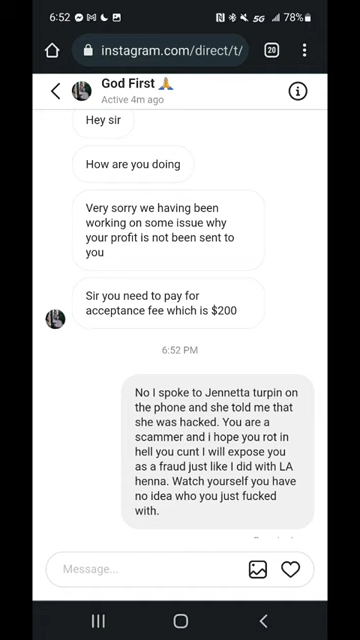 6:52
5G 78%
instagram.com/direct/t/
20
God First 🙏
Active 4m ago
Hey sir
How are you doing
Very sorry we having been
working on some issue why
your profit is not been sent to
you
Sir you need to pay for
acceptance fee which is $200
6:52 PM
No I spoke to Jennetta turpin on
the phone and she told me that
she was hacked. You are a
scammer and i hope you rot in
hell you cunt I will expose you
as a fraud just like I did with LA
henna. Watch yourself you have
no idea who you just fucked
with.
Message...